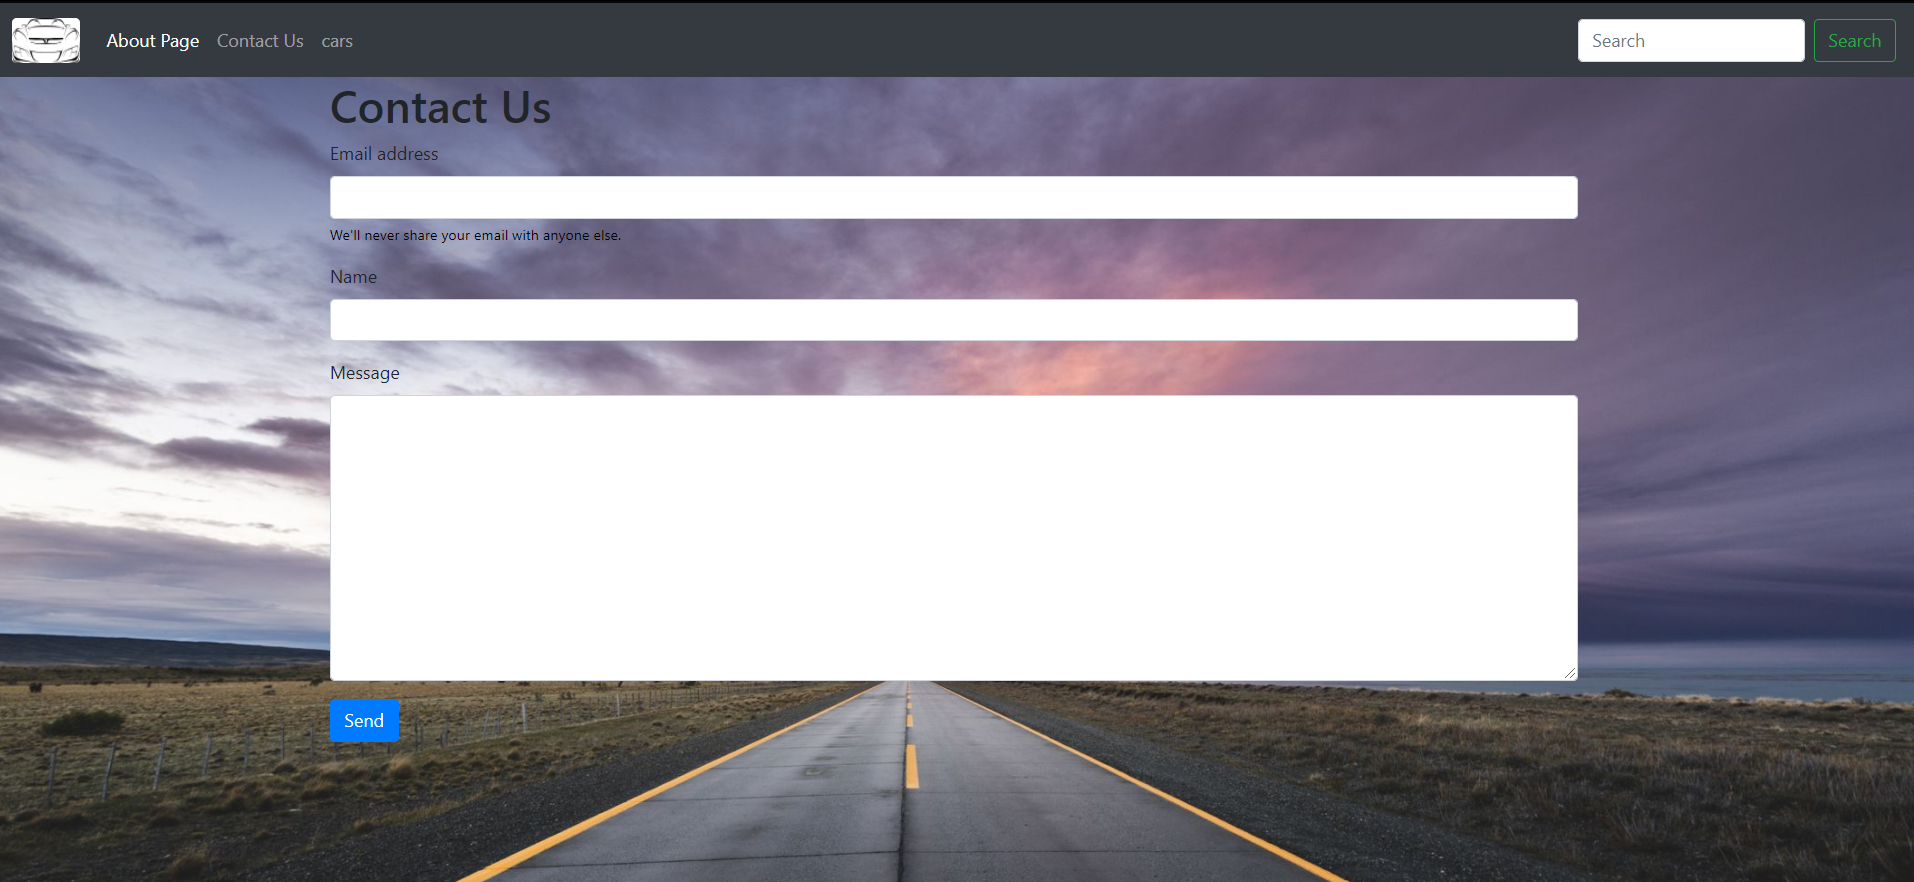 About Page Contact Us cars Search Search
Contact Us
Email address
We'll never share your email with anyone else.
Name
Message
Send